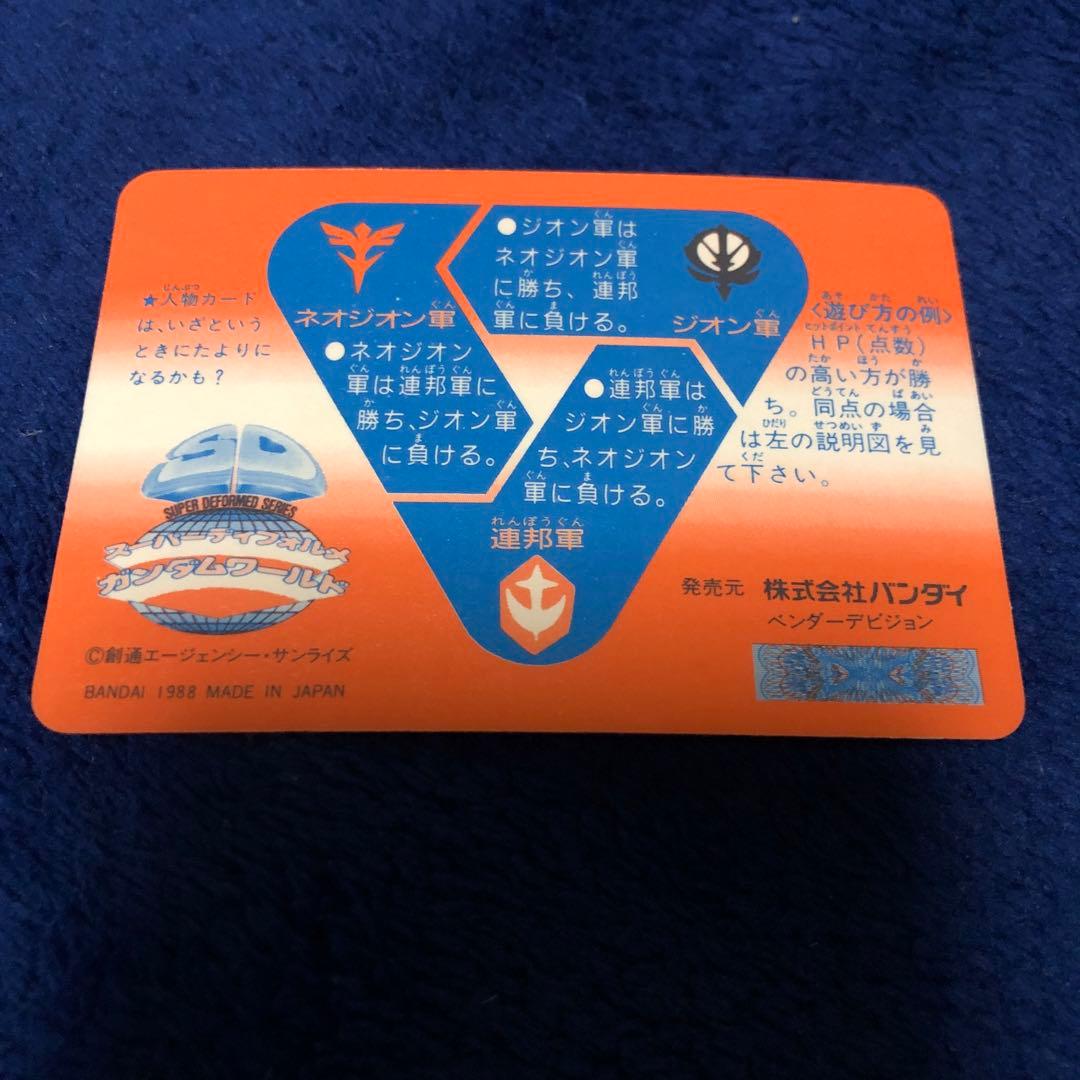 ★人物カード
は、いざという
ときにたよりに
なるかも?
ネオジオン軍
●ネオジオン
軍は連邦軍に
勝ち、ジオン軍
に負ける。
●ジオン軍は
ネオジオン軍
に勝ち、連邦
軍に負ける。
ジオン軍
●連邦軍は
ジオン軍に勝
ち、ネオジオン
軍に負ける。
連邦軍
〈遊び方の例〉
HP(点数)
の高い方が勝
ち。同点の場合
は左の説明図を見
て下さい。
SD
SUPER DEFORMED SERIES
スーパーディフォルメ
ガンダムワールド
©創通エージェンシー・サンライズ
BANDAI 1988 MADE IN JAPAN
発売元 株式会社バンダイ
ベンダーデビジョン